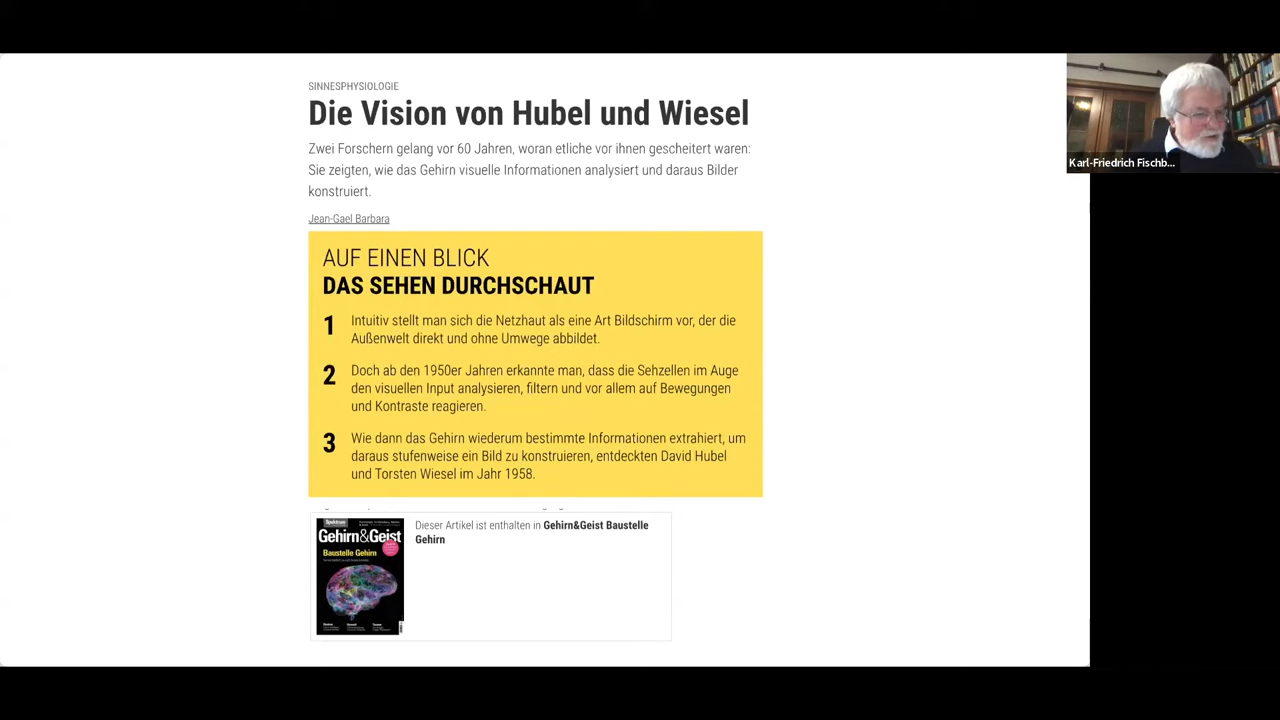 SINNESPHYSIOLOGIE
Die Vision von Hubel und Wiesel
Zwei Forschern gelang vor 60 Jahren, woran etliche vor ihnen gescheitert waren:
Sie zeigten, wie das Gehirn visuelle Informationen analysiert und daraus Bilder
konstruiert.
Jean-Gael Barbara
AUF EINEN BLICK
DAS SEHEN DURCHSCHAUT
1 Intuitiv stellt man sich die Netzhaut als eine Art Bildschirm vor, der die
Außenwelt direkt und ohne Umwege abbildet.
2 Doch ab den 1950er Jahren erkannte man, dass die Sehzellen im Auge
den visuellen Input analysieren, filtern und vor allem auf Bewegungen
und Kontraste reagieren.
3 Wie dann das Gehirn wiederum bestimmte Informationen extrahiert, um
daraus stufenweise ein Bild zu konstruieren, entdeckten David Hubel
und Torsten Wiesel im Jahr 1958.
Dieser Artikel ist enthalten in Gehirn&Geist Baustelle
Gehirn
Spektrum
Gehirn&Geist
Baustelle Gehirn
Karl-Friedrich Fischb...